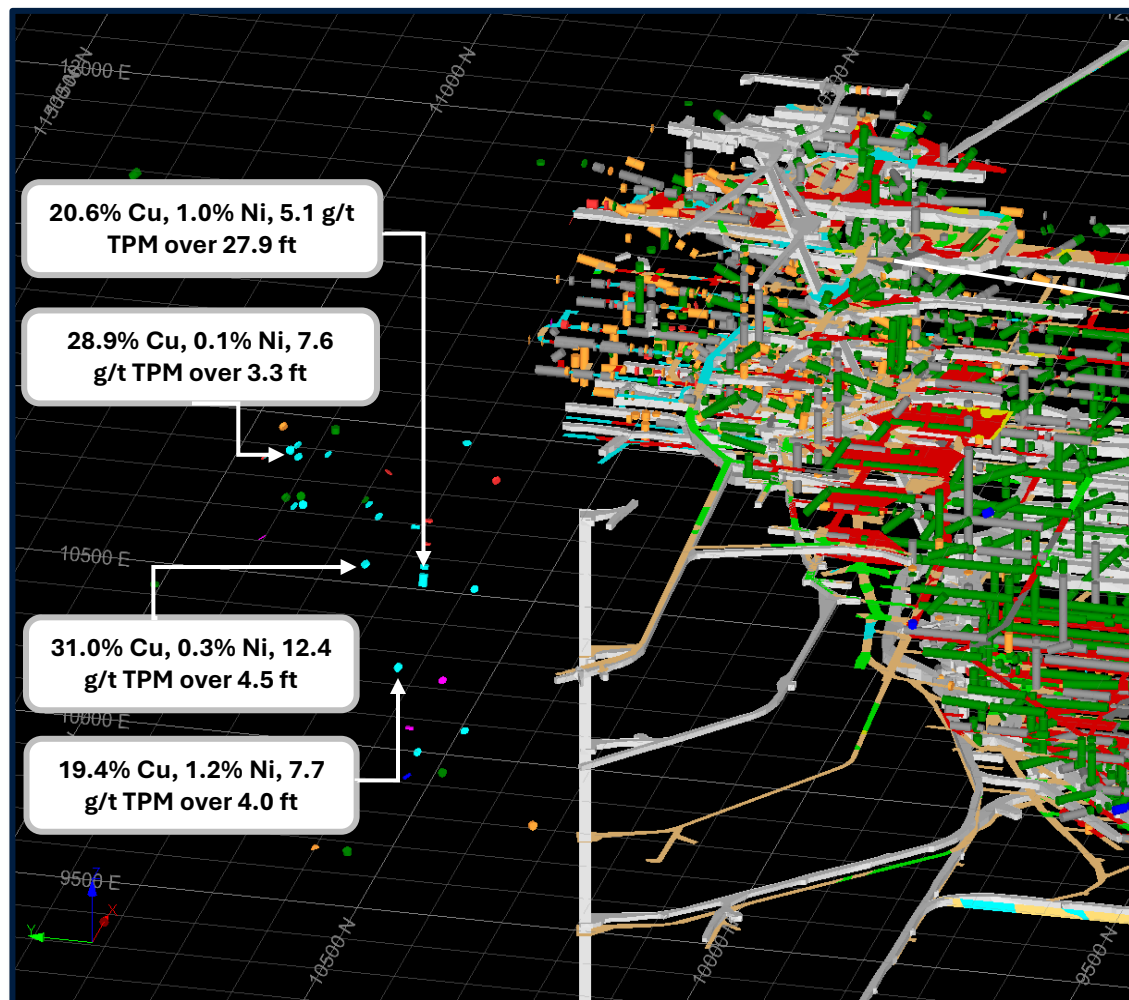 12000 E
11500 N
11000 N
10500 N
20.6% Cu, 1.0% Ni, 5.1 g/t
TPM over 27.9 ft
28.9% Cu, 0.1% Ni, 7.6
g/t TPM over 3.3 ft
10500 E
31.0% Cu, 0.3% Ni, 12.4
g/t TPM over 4.5 ft
10000 E
19.4% Cu, 1.2% Ni, 7.7
g/t TPM over 4.0 ft
9500 E
Y
X
10500 N
10000 N
9500 N